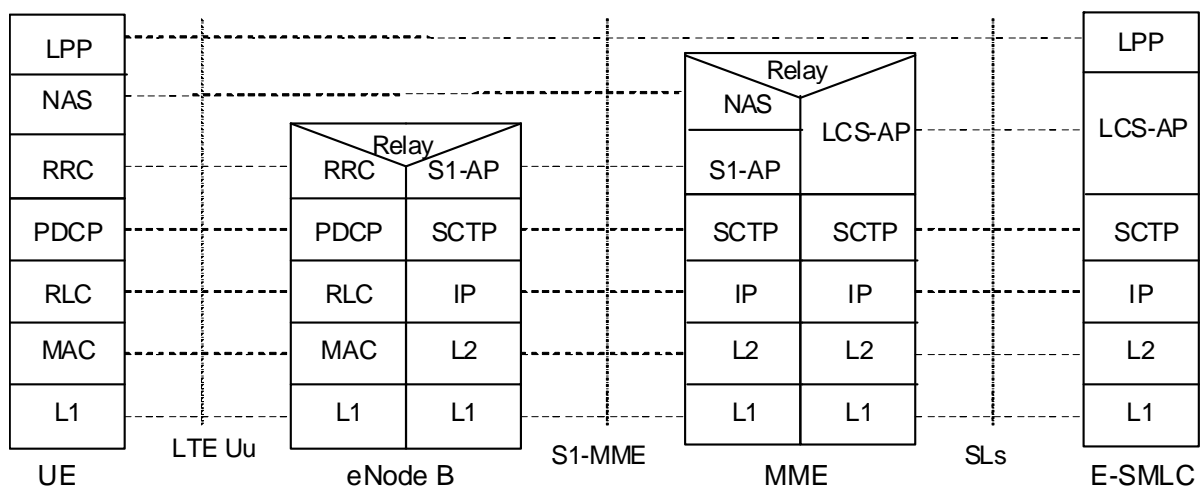 LPP
LPP
Relay
NAS
NAS
LCS-AP
LCS-AP
Relay
RRC
RRC
S1-AP
S1-AP
PDCP
PDCP
SCTP
SCTP
SCTP
SCTP
RLC
RLC
IP
IP
IP
IP
MAC
MAC
L2
L2
L2
L2
L1
L1
L1
L1
L1
L1
LTE Uu
S1-MME
SLs
UE
eNode B
MME
E-SMLC